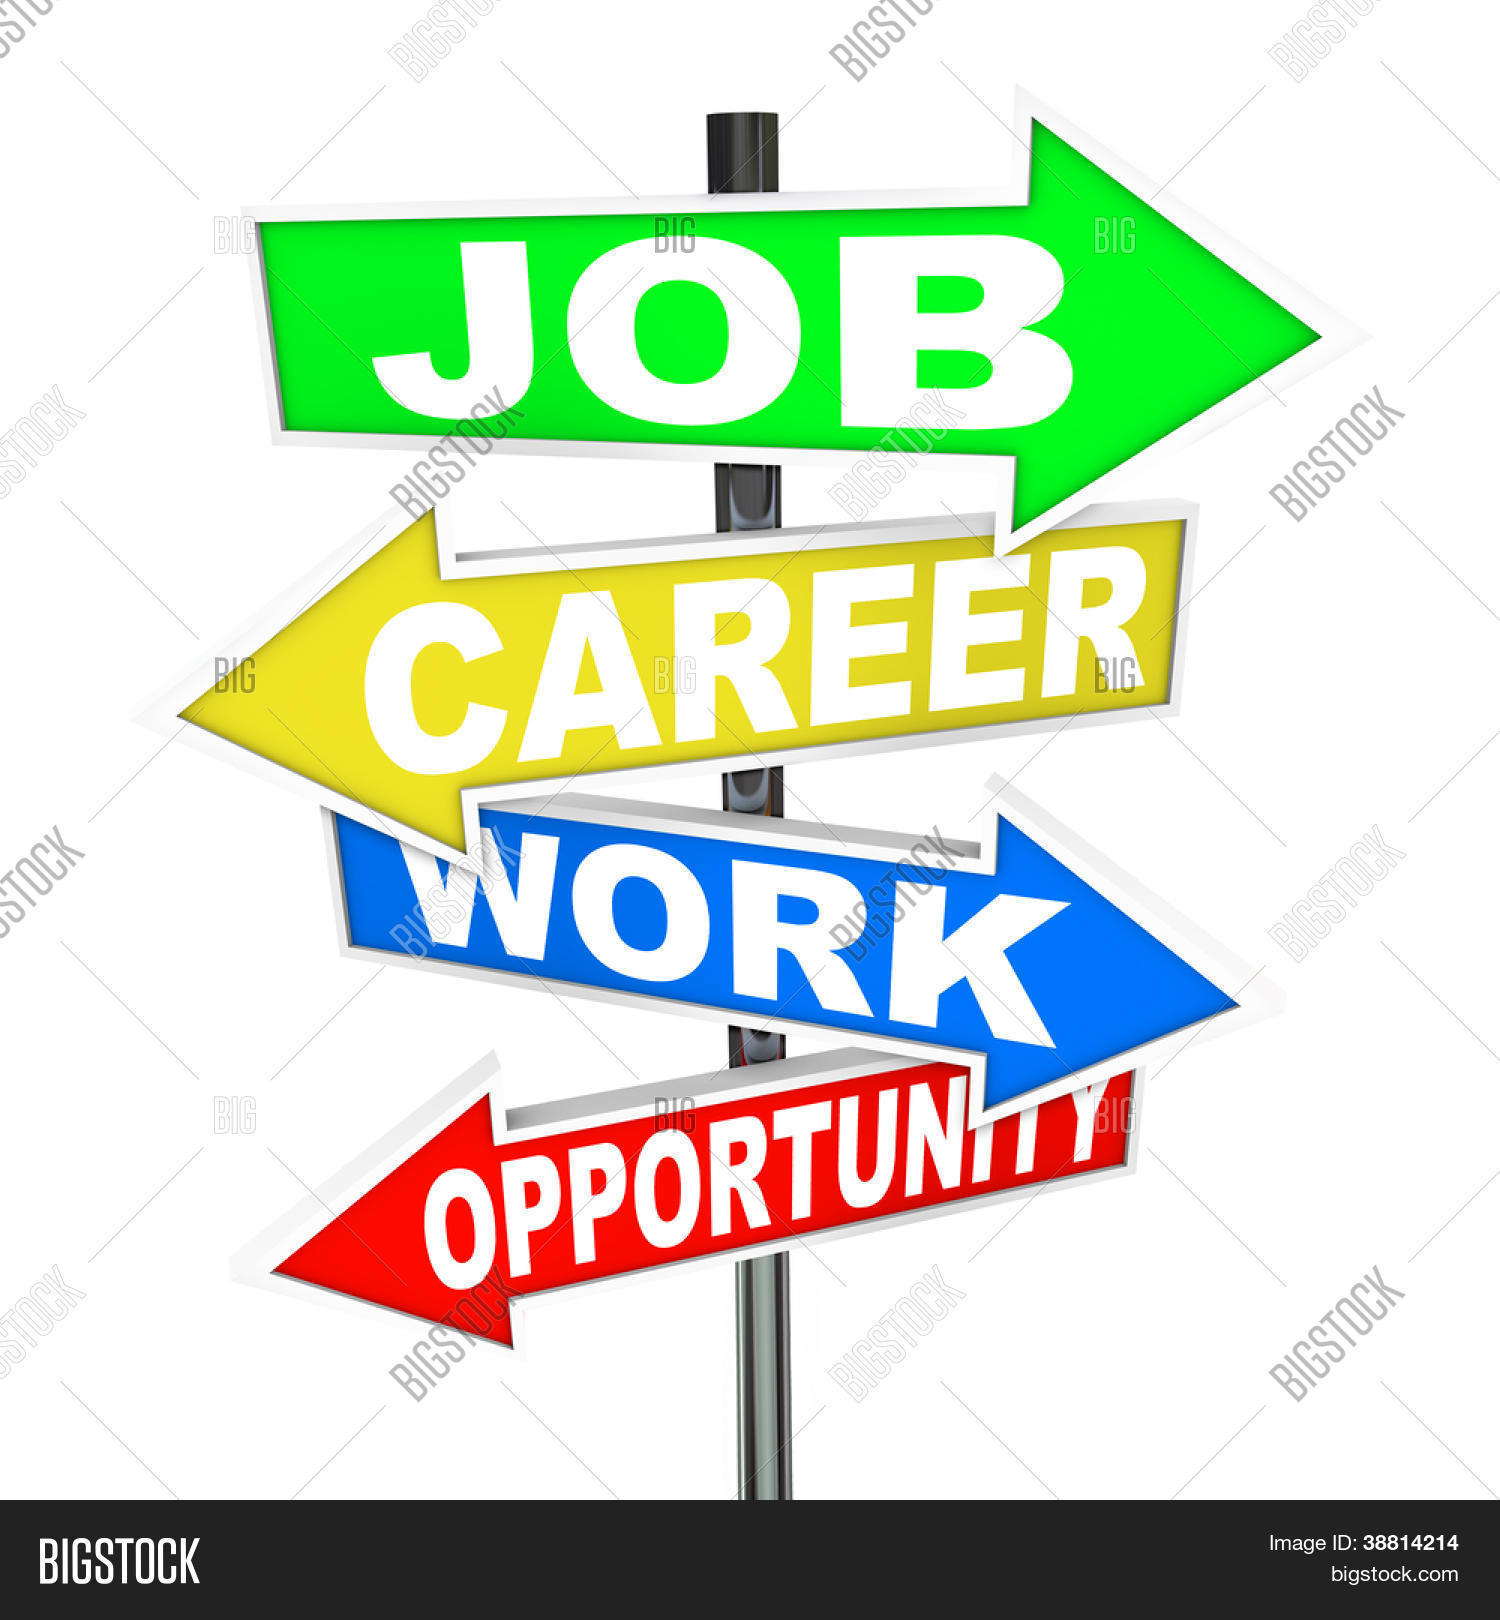 JOB
CAREER
WORK
OPPORTUNITY
BIGSTOCK
Image ID: 38814214
bigstock.com